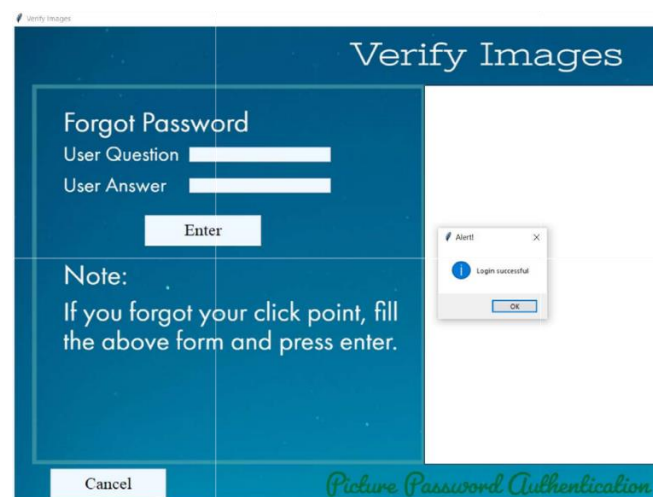 Verify Images
Verify Images
Forgot Password
User Question
User Answer
Enter
Alert!
Login successful
OK
Note:
If you forgot your click point, fill
the above form and press enter.
Cancel
Picture Password Authentication